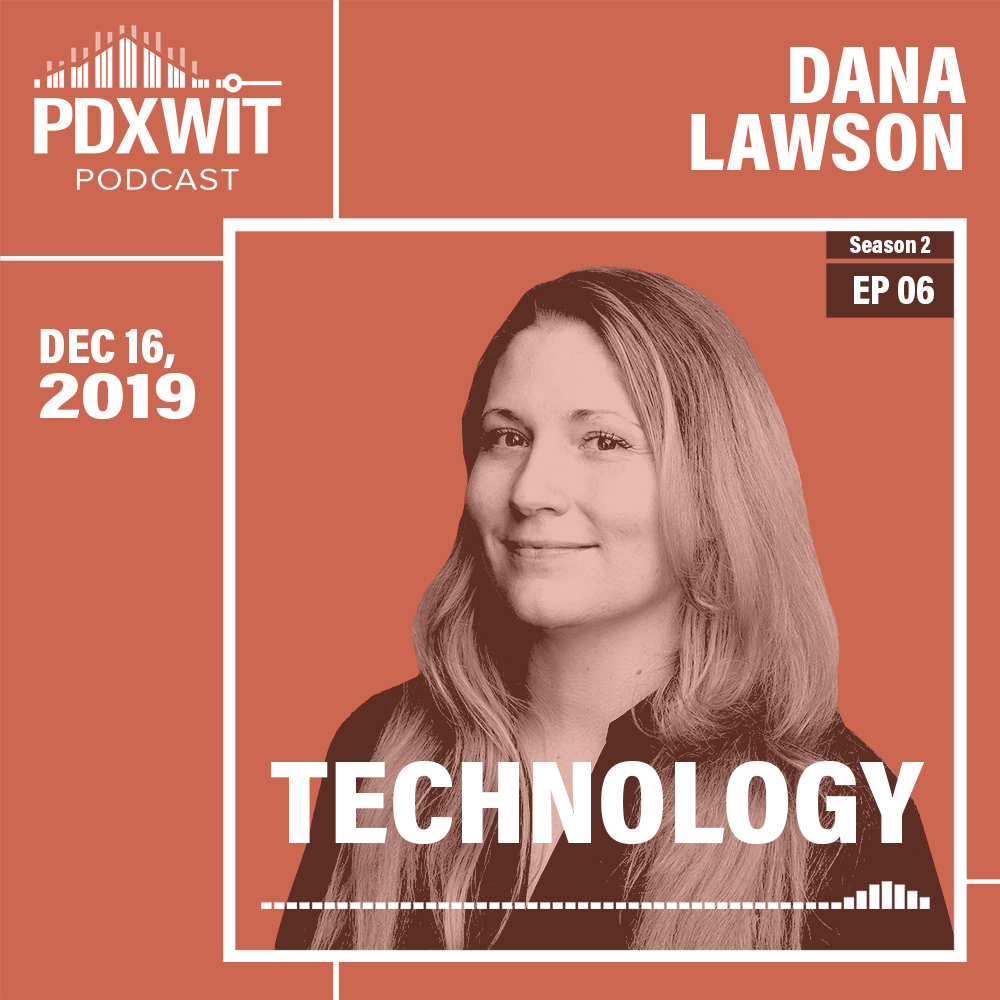 PDXWIT
PODCAST
DANA
LAWSON
Season 2
EP 06
DEC 16,
2019
TECHNOLOGY